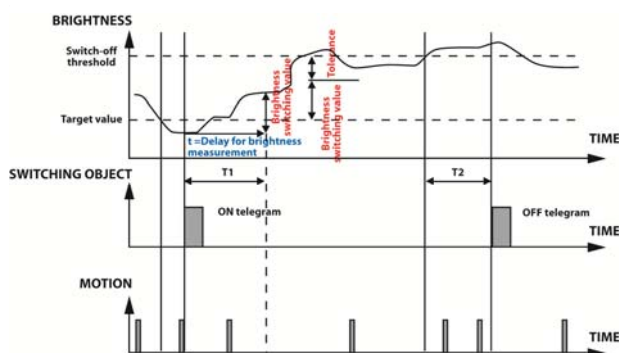 BRIGHTNESS
Switch-off
threshold
Target value
Brightness
switching value
Tolerance
Brightness
switching value
t =Delay for brightness
measurement
TIME
SWITCHING OBJECT
T1
T2
ON telegram
OFF telegram
TIME
MOTION
TIME